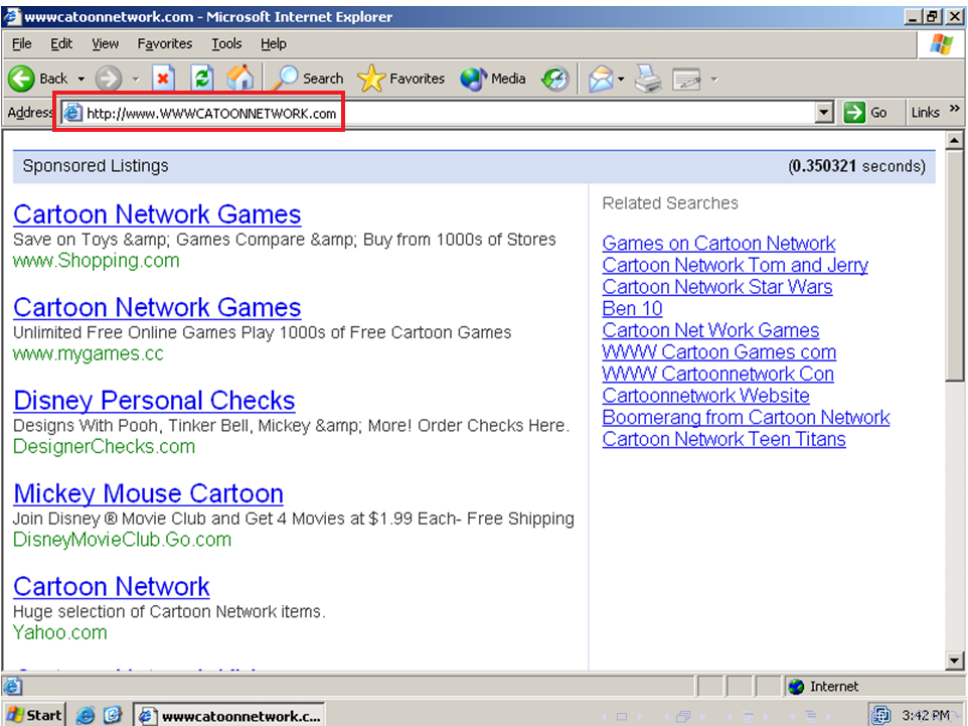 wwwcatoonnetwork.com - Microsoft Internet Explorer
File Edit View Favorites Tools Help
Back Search Favorites Media
Address http://www.WWWCATOONNETWORK.com Go Links »
Sponsored Listings (0.350321 seconds)
Cartoon Network Games
Save on Toys &amp; Games Compare &amp; Buy from 1000s of Stores
www.Shopping.com
Cartoon Network Games
Unlimited Free Online Games Play 1000s of Free Cartoon Games
www.mygames.cc
Disney Personal Checks
Designs With Pooh, Tinker Bell, Mickey &amp; More! Order Checks Here.
DesignerChecks.com
Mickey Mouse Cartoon
Join Disney ® Movie Club and Get 4 Movies at $1.99 Each- Free Shipping
DisneyMovieClub.Go.com
Cartoon Network
Huge selection of Cartoon Network items.
Yahoo.com
Related Searches
Games on Cartoon Network
Cartoon Network Tom and Jerry
Cartoon Network Star Wars
Ben 10
Cartoon Net Work Games
WWW Cartoon Games com
WWW Cartoonnetwork Con
Cartoonnetwork Website
Boomerang from Cartoon Network
Cartoon Network Teen Titans
Internet
Start wwwcatoonnetwork.c... 3:42 PM